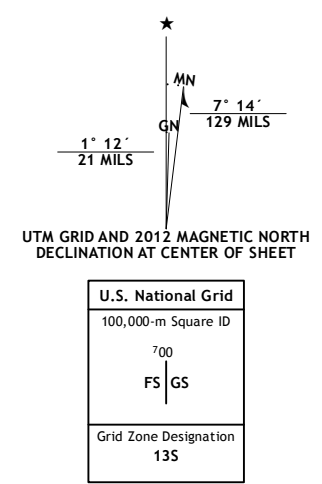 ★
MN
GN
7° 14´
129 MILS
1° 12´
21 MILS
UTM GRID AND 2012 MAGNETIC NORTH
DECLINATION AT CENTER OF SHEET
U.S. National Grid
100,000-m Square ID
⁷00
FS GS
Grid Zone Designation
13S